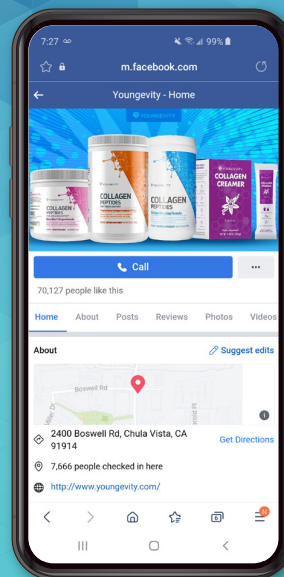 7:27
99%
m.facebook.com
Youngevity - Home
YOUNGEVITY
COLLAGEN
PEPTIDES
COLLAGEN
PEPTIDES
COLLAGEN
PEPTIDES
COLLAGEN
CREAMER
Call
70,127 people like this
Home About Posts Reviews Photos Videos
About
Suggest edits
Boswell Rd
2400 Boswell Rd, Chula Vista, CA
91914
Get Directions
7,666 people checked in here
http://www.youngevity.com/
N